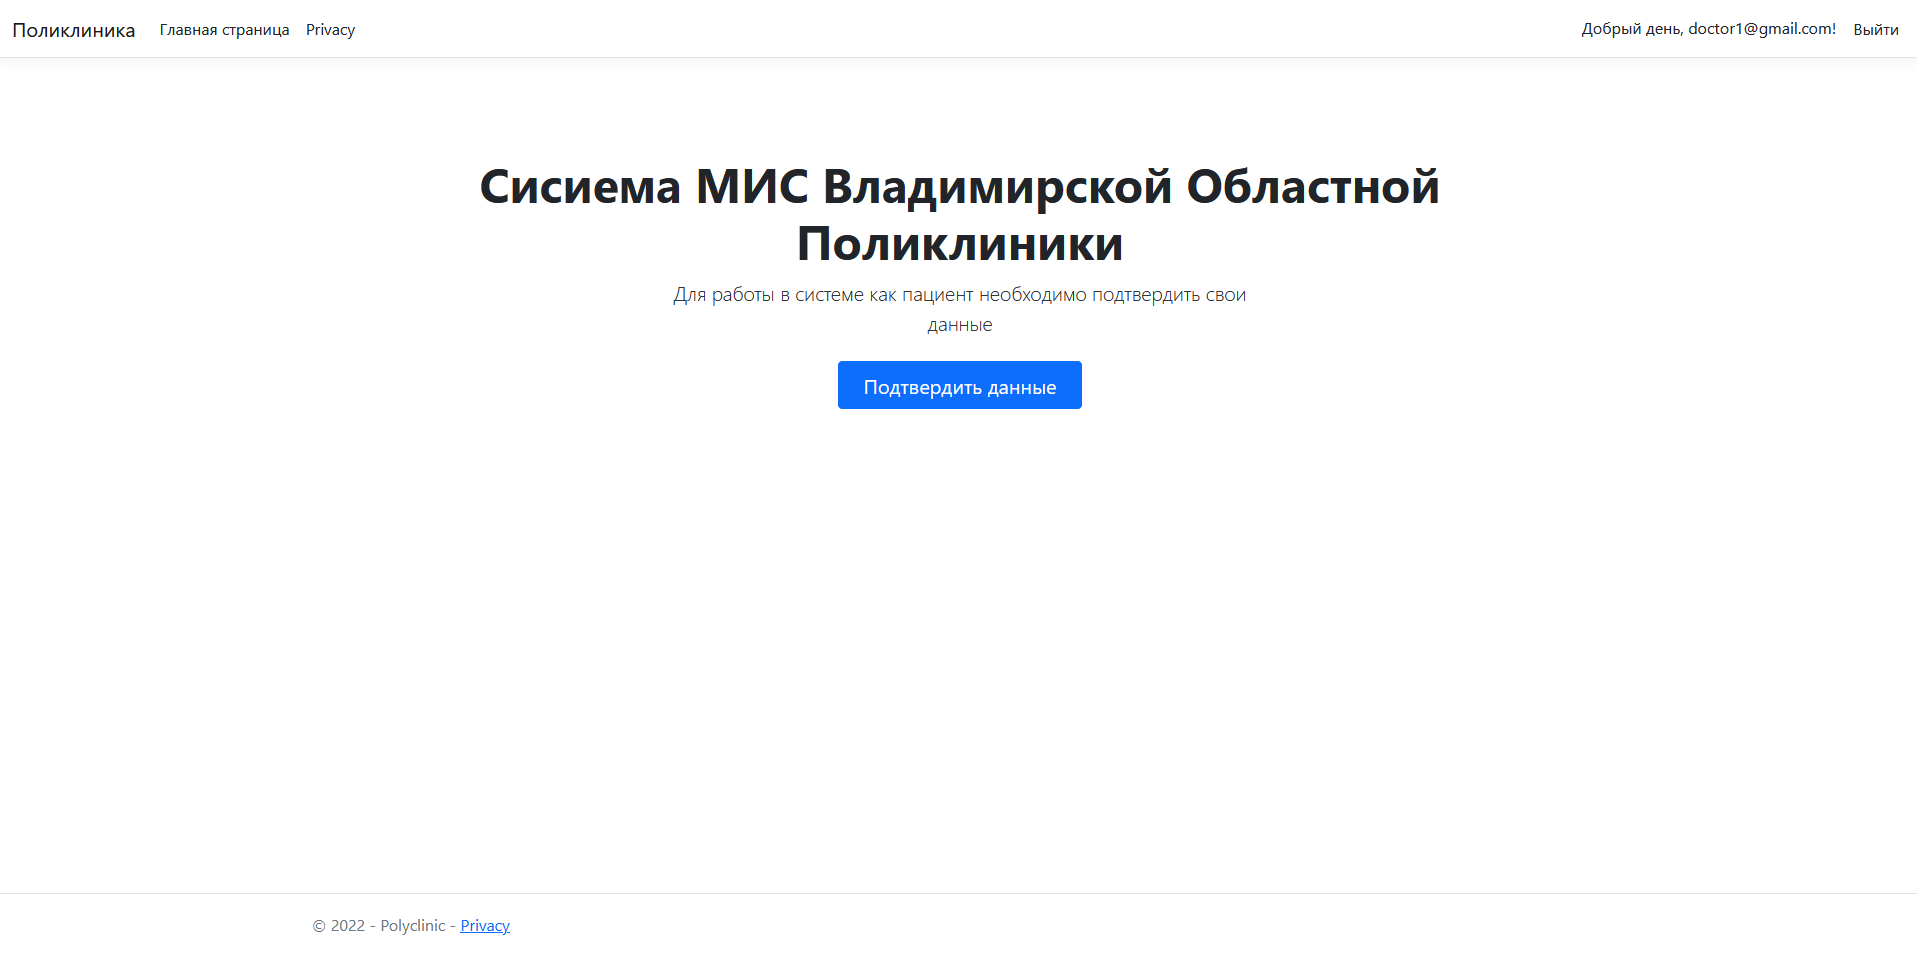 Поликлиника Главная страница Privacy Добрый день, doctor1@gmail.com! Выйти
Сисиема МИС Владимирской Областной
Поликлиники
Для работы в системе как пациент необходимо подтвердить свои
данные
Подтвердить данные
© 2022 - Polyclinic - Privacy